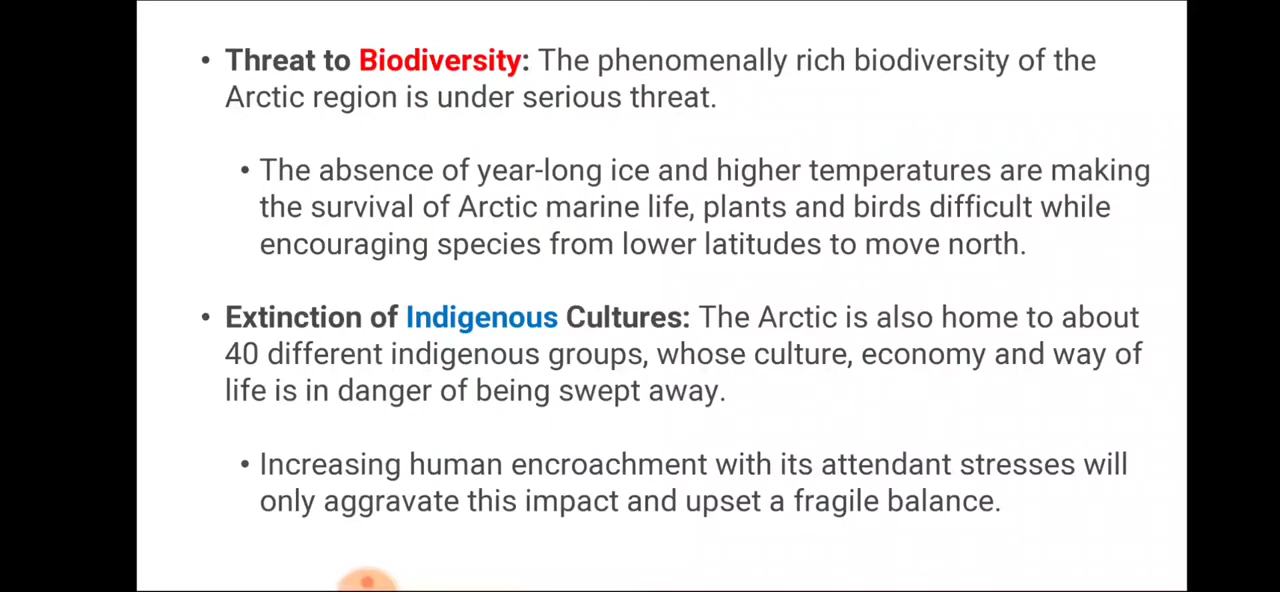 • Threat to Biodiversity: The phenomenally rich biodiversity of the
Arctic region is under serious threat.
• The absence of year-long ice and higher temperatures are making
the survival of Arctic marine life, plants and birds difficult while
encouraging species from lower latitudes to move north.
• Extinction of Indigenous Cultures: The Arctic is also home to about
40 different indigenous groups, whose culture, economy and way of
life is in danger of being swept away.
• Increasing human encroachment with its attendant stresses will
only aggravate this impact and upset a fragile balance.